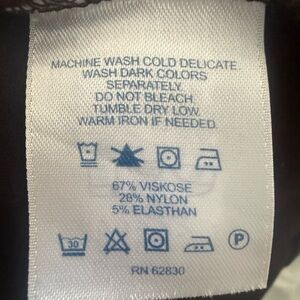 MACHINE WASH COLD DELICATE
WASH DARK COLORS
SEPARATELY
DO NOT BLEACH
TUMBLE DRY LOW
WARM IRON IF NEEDED.
67% VISKOSE
28% NYLON
5% ELASTHAN
30 P
RN 62830